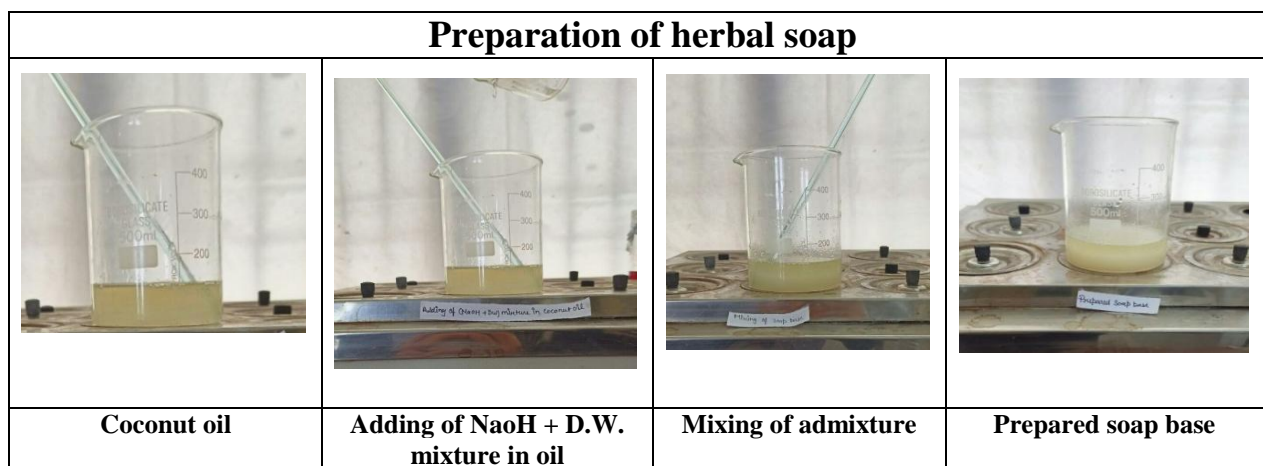 Preparation of herbal soap
400
300
200
500mL
400
300
200
Adding of (NaOH + DW) mixture in coconut oil
400
300
200
Mixing of soap base
400
BOROSILICATE
500mL
Prepared soap base
Coconut oil
Adding of NaoH + D.W.
mixture in oil
Mixing of admixture
Prepared soap base